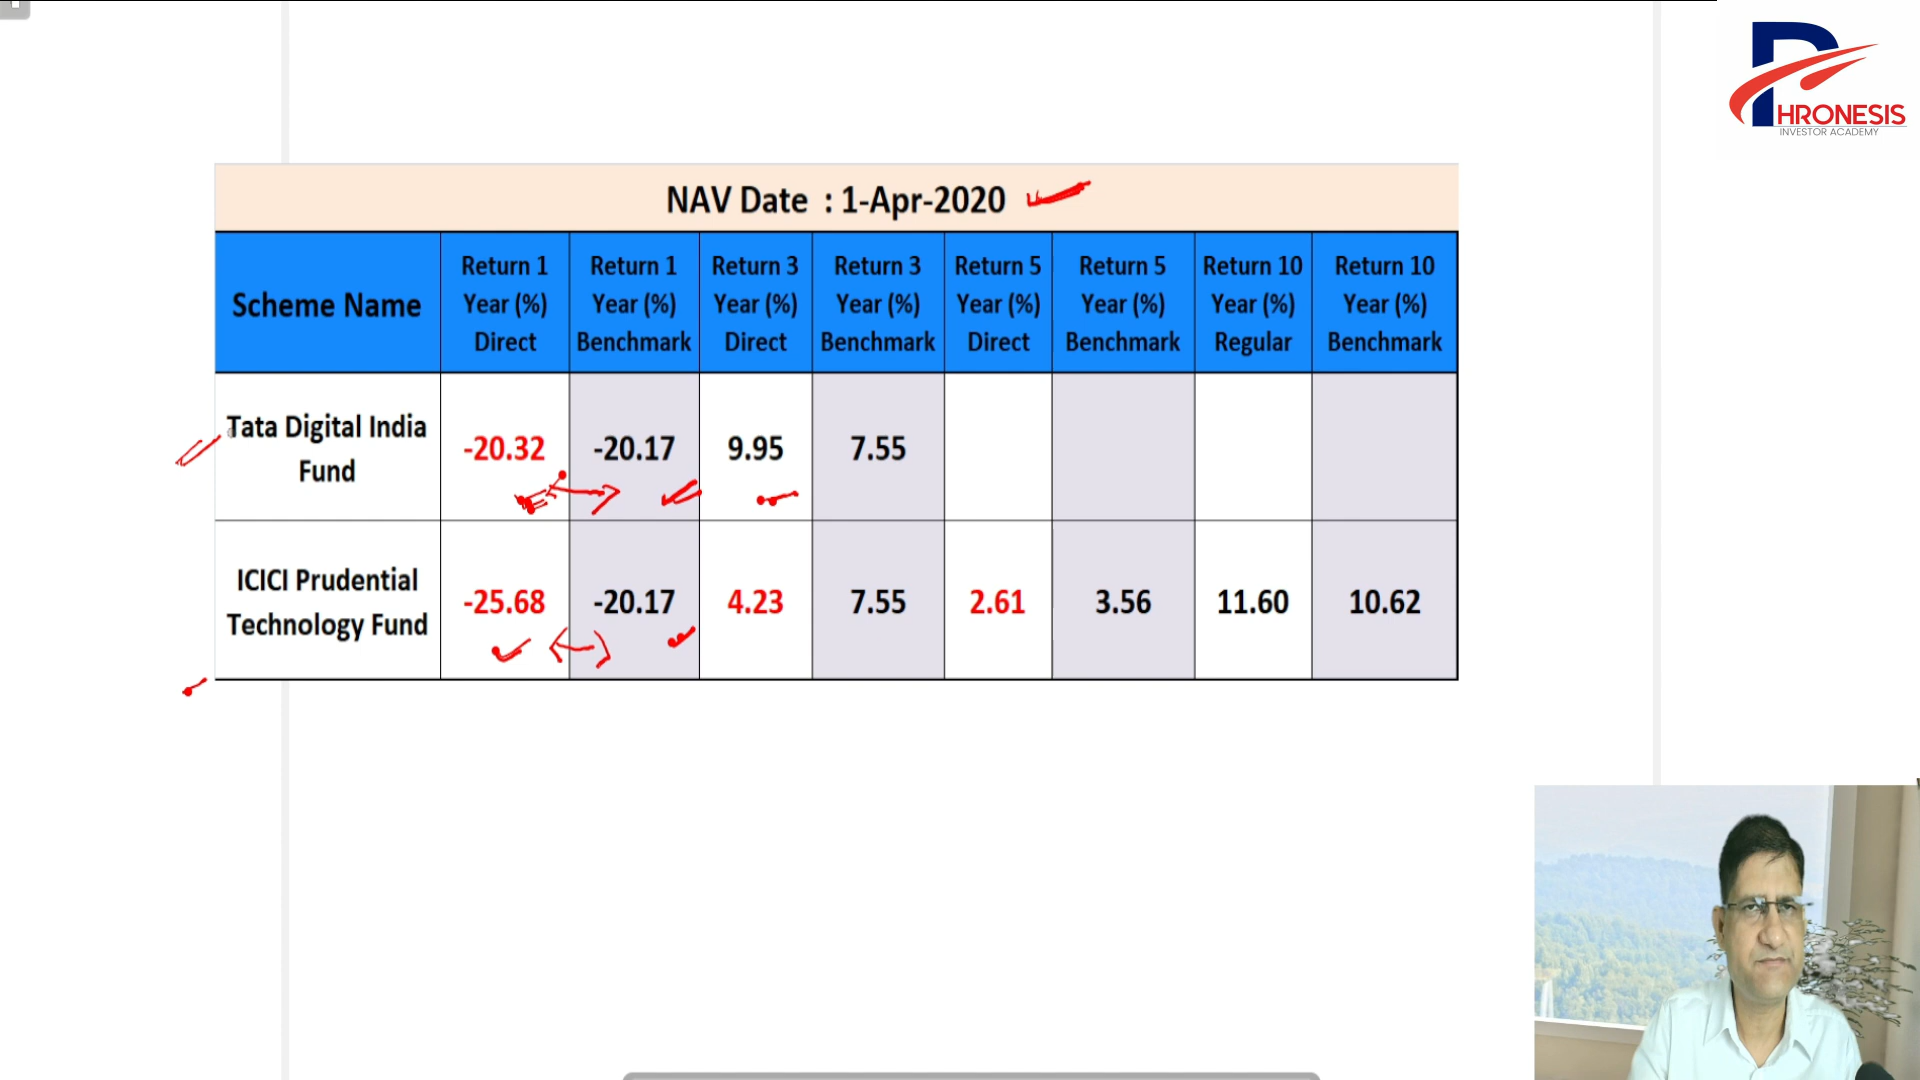 HRONESIS
INVESTOR ACADEMY
NAV Date : 1-Apr-2020
Scheme Name
Return 1 Year (%) Direct
Return 1 Year (%) Benchmark
Return 3 Year (%) Direct
Return 3 Year (%) Benchmark
Return 5 Year (%) Direct
Return 5 Year (%) Benchmark
Return 10 Year (%) Regular
Return 10 Year (%) Benchmark
Tata Digital India Fund
-20.32
-20.17
9.95
7.55
ICICI Prudential Technology Fund
-25.68
-20.17
4.23
7.55
2.61
3.56
11.60
10.62